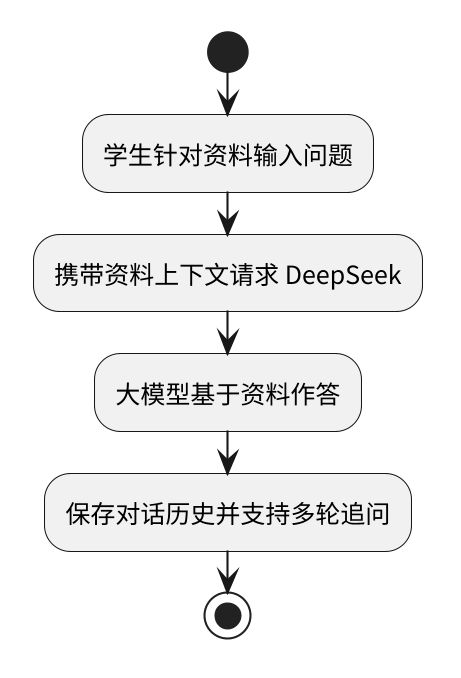 学生针对资料输入问题
携带资料上下文请求 DeepSeek
大模型基于资料作答
保存对话历史并支持多轮追问